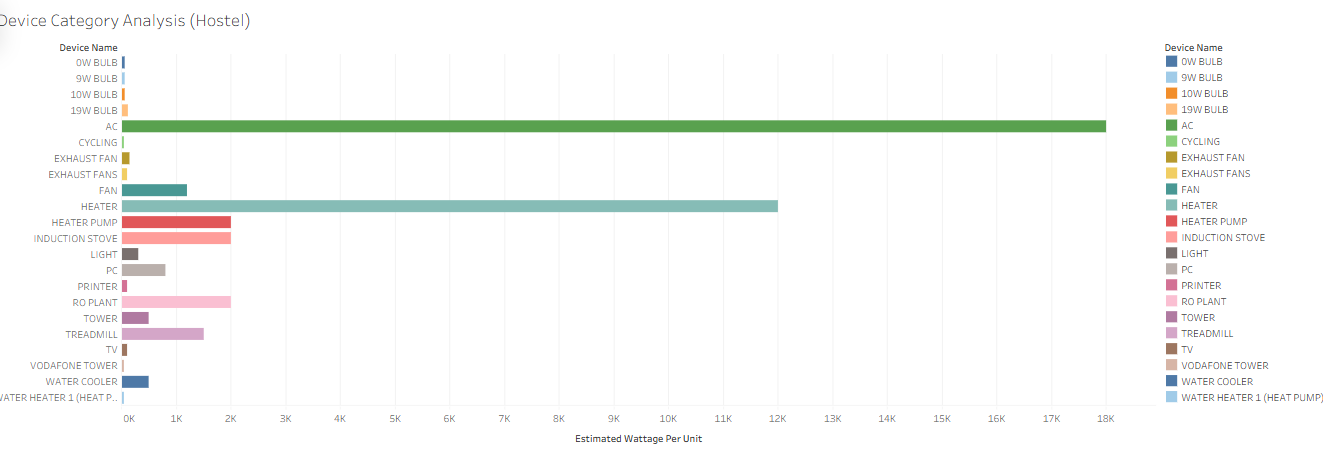 Device Category Analysis (Hostel)
Device Name
0W BULB
9W BULB
10W BULB
19W BULB
AC
CYCLING
EXHAUST FAN
EXHAUST FANS
FAN
HEATER
HEATER PUMP
INDUCTION STOVE
LIGHT
PC
PRINTER
RO PLANT
TOWER
TREADMILL
TV
VODAFONE TOWER
WATER COOLER
WATER HEATER 1 (HEAT P..
0K 1K 2K 3K 4K 5K 6K 7K 8K 9K 10K 11K 12K 13K 14K 15K 16K 17K 18K
Estimated Wattage Per Unit
Device Name
0W BULB
9W BULB
10W BULB
19W BULB
AC
CYCLING
EXHAUST FAN
EXHAUST FANS
FAN
HEATER
HEATER PUMP
INDUCTION STOVE
LIGHT
PC
PRINTER
RO PLANT
TOWER
TREADMILL
TV
VODAFONE TOWER
WATER COOLER
WATER HEATER 1 (HEAT PUMP)